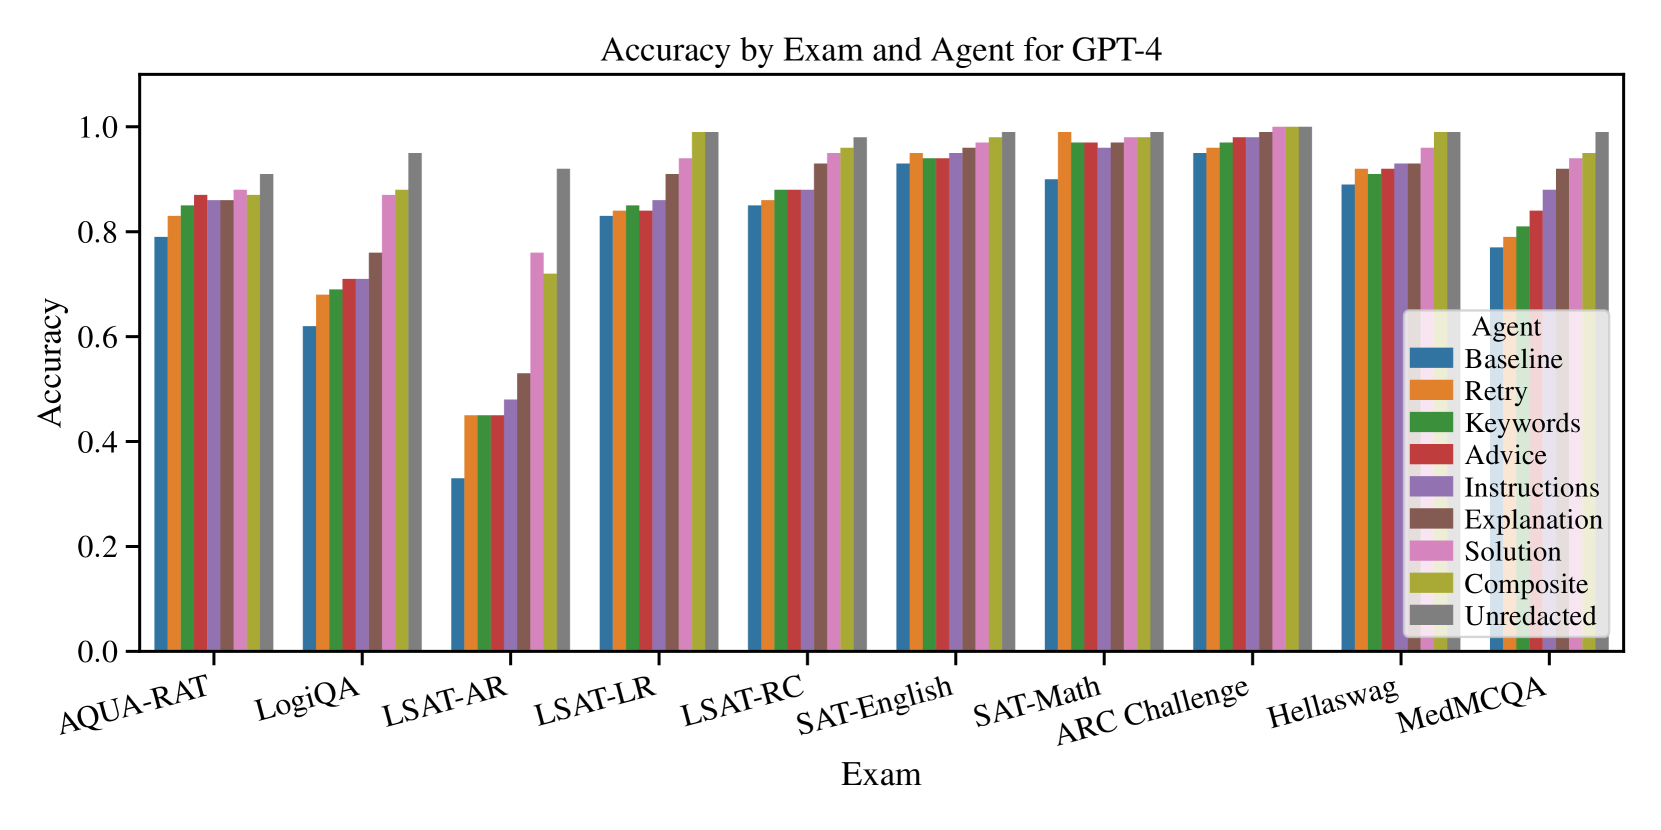 Accuracy by Exam and Agent for GPT-4
Accuracy
1.0
0.8
0.6
0.4
0.2
0.0
Agent
Baseline
Retry
Keywords
Advice
Instructions
Explanation
Solution
Composite
Unredacted
AQUA-RAT
LogiQA
LSAT-AR
LSAT-LR
LSAT-RC
SAT-English
SAT-Math
ARC Challenge
Hellaswag
MedMCQA
Exam